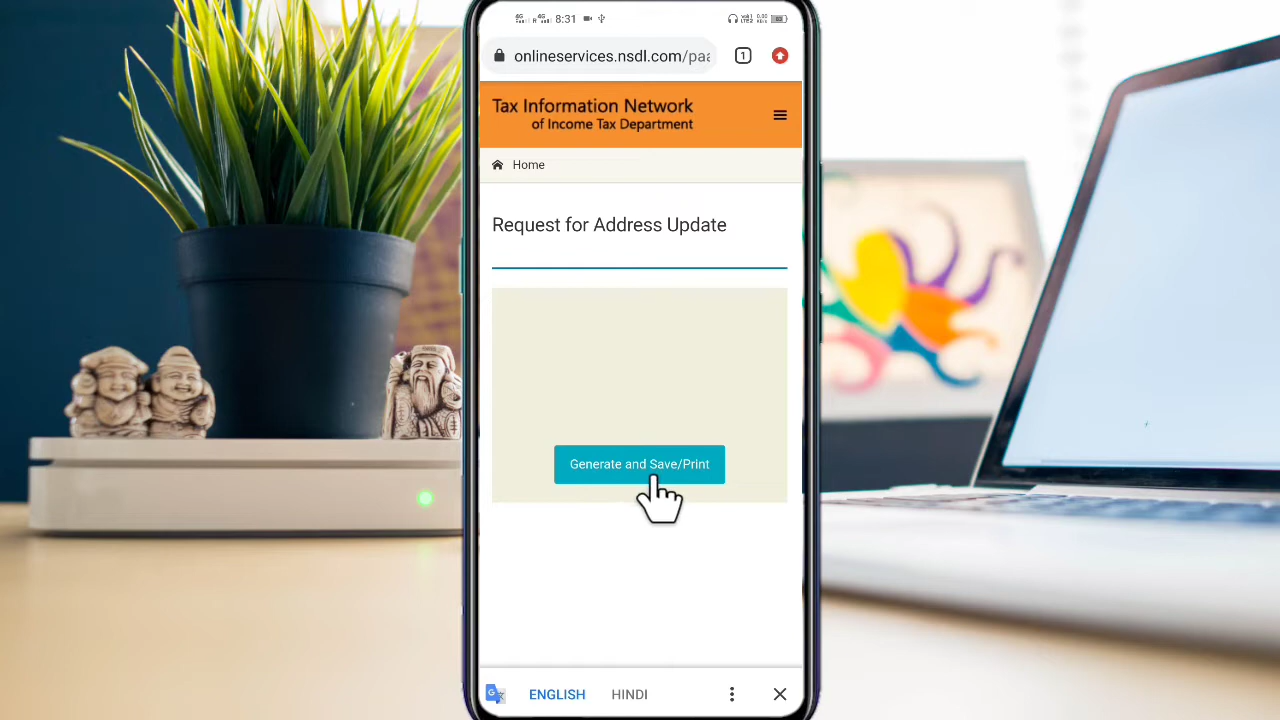 8:31
onlineservices.nsdl.com/paa
1
Tax Information Network
of Income Tax Department
Home
Request for Address Update
Generate and Save/Print
ENGLISH HINDI